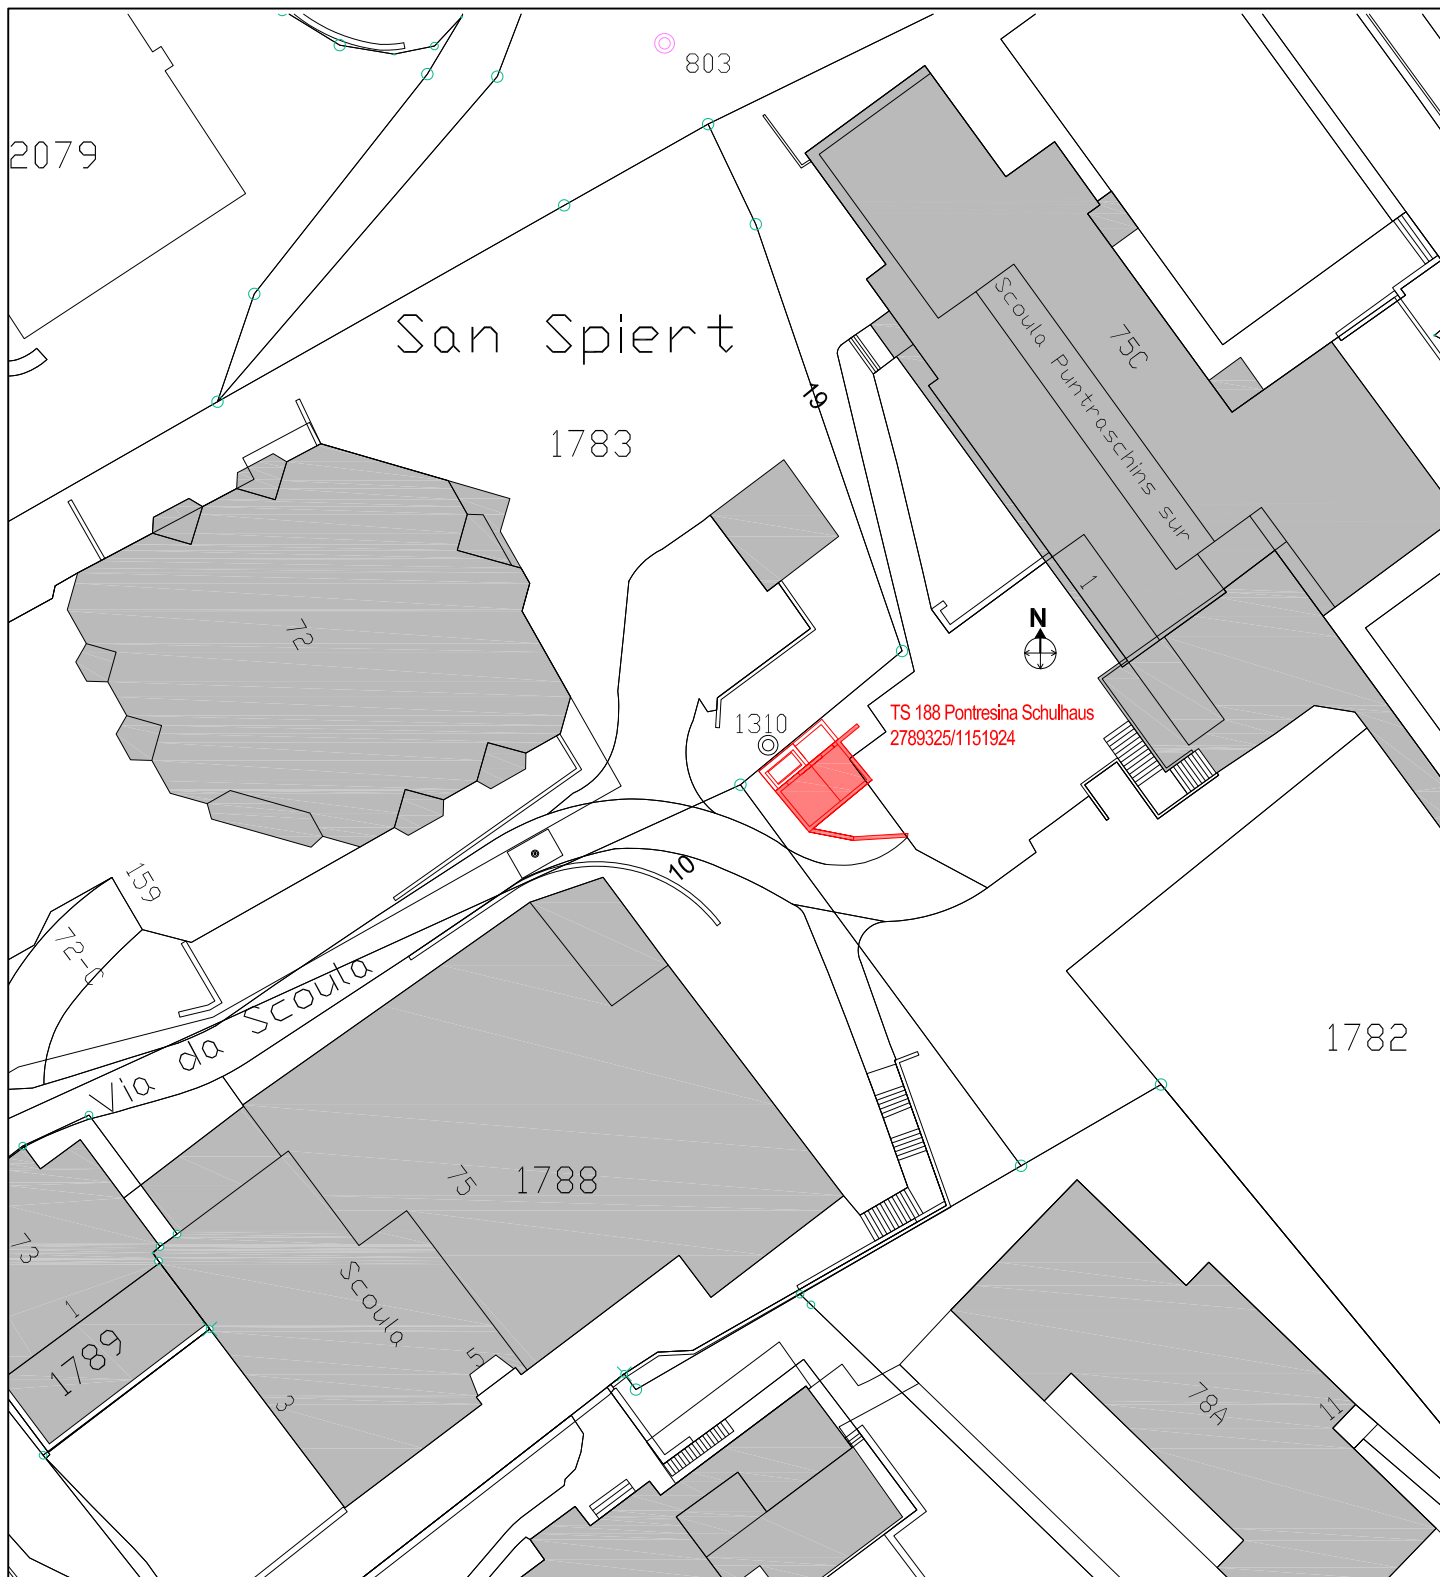 803
2079
San Spiert
Scoula Puntraschins sur
75C
19
1783
72
1
N
TS 188 Pontresina Schulhaus
2789325/1151924
1310
10
159
72-C
Via da Scoula
1782
75
1788
73
1
1789
Scoula
5
3
78A
11